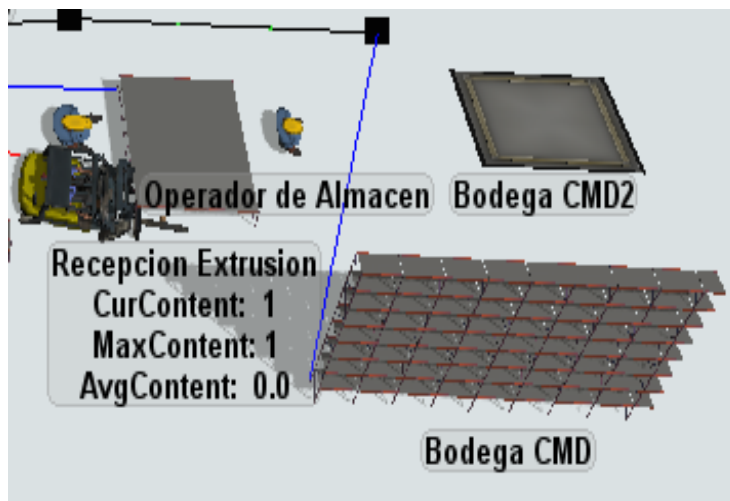 Operador de Almacen
Bodega CMD2
Recepcion Extrusion
CurContent: 1
MaxContent: 1
AvgContent: 0.0
Bodega CMD